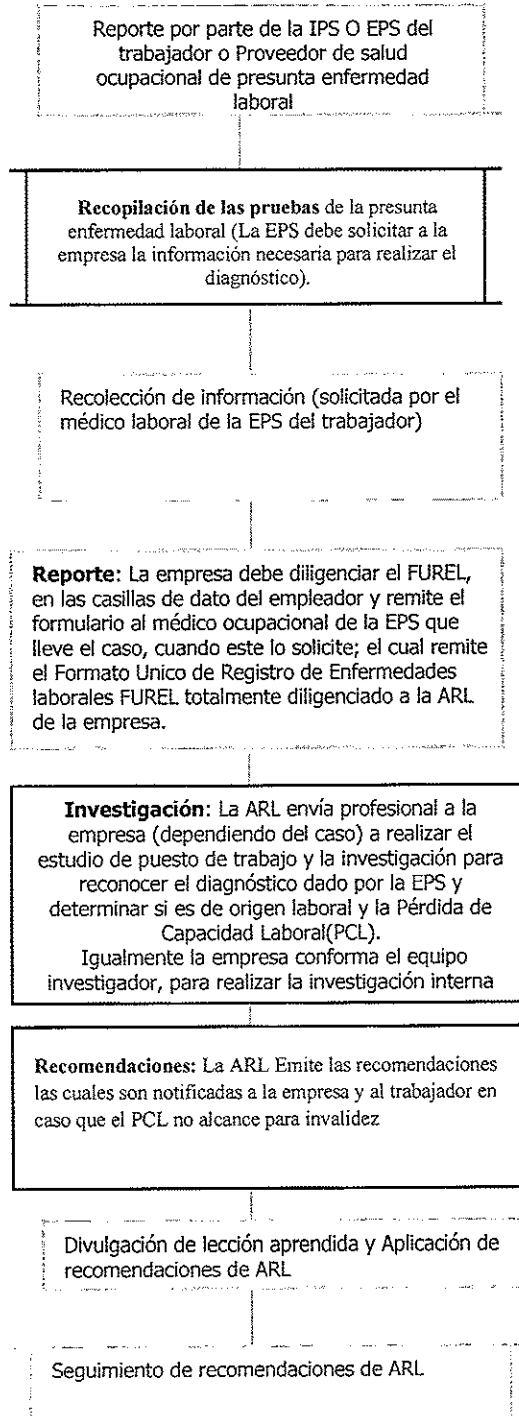 Reporte por parte de la IPS O EPS del
trabajador o Proveedor de salud
ocupacional de presunta enfermedad
laboral
Recopilación de las pruebas de la presunta
enfermedad laboral (La EPS debe solicitar a la
empresa la información necesaria para realizar el
diagnóstico).
Recolección de información (solicitada por el
médico laboral de la EPS del trabajador)
Reporte: La empresa debe diligenciar el FUREL,
en las casillas de dato del empleador y remite el
formulario al médico ocupacional de la EPS que
lleve el caso, cuando este lo solicite; el cual remite
el Formato Unico de Registro de Enfermedades
laborales FUREL totalmente diligenciado a la ARL
de la empresa.
Investigación: La ARL envía profesional a la
empresa (dependiendo del caso) a realizar el
estudio de puesto de trabajo y la investigación para
reconocer el diagnóstico dado por la EPS y
determinar si es de origen laboral y la Pérdida de
Capacidad Laboral(PCL).
Igualmente la empresa conforma el equipo
investigador, para realizar la investigación interna
Recomendaciones: La ARL Emite las recomendaciones
las cuales son notificadas a la empresa y al trabajador en
caso que el PCL no alcance para invalidez
Divulgación de lección aprendida y Aplicación de
recomendaciones de ARL
Seguimiento de recomendaciones de ARL